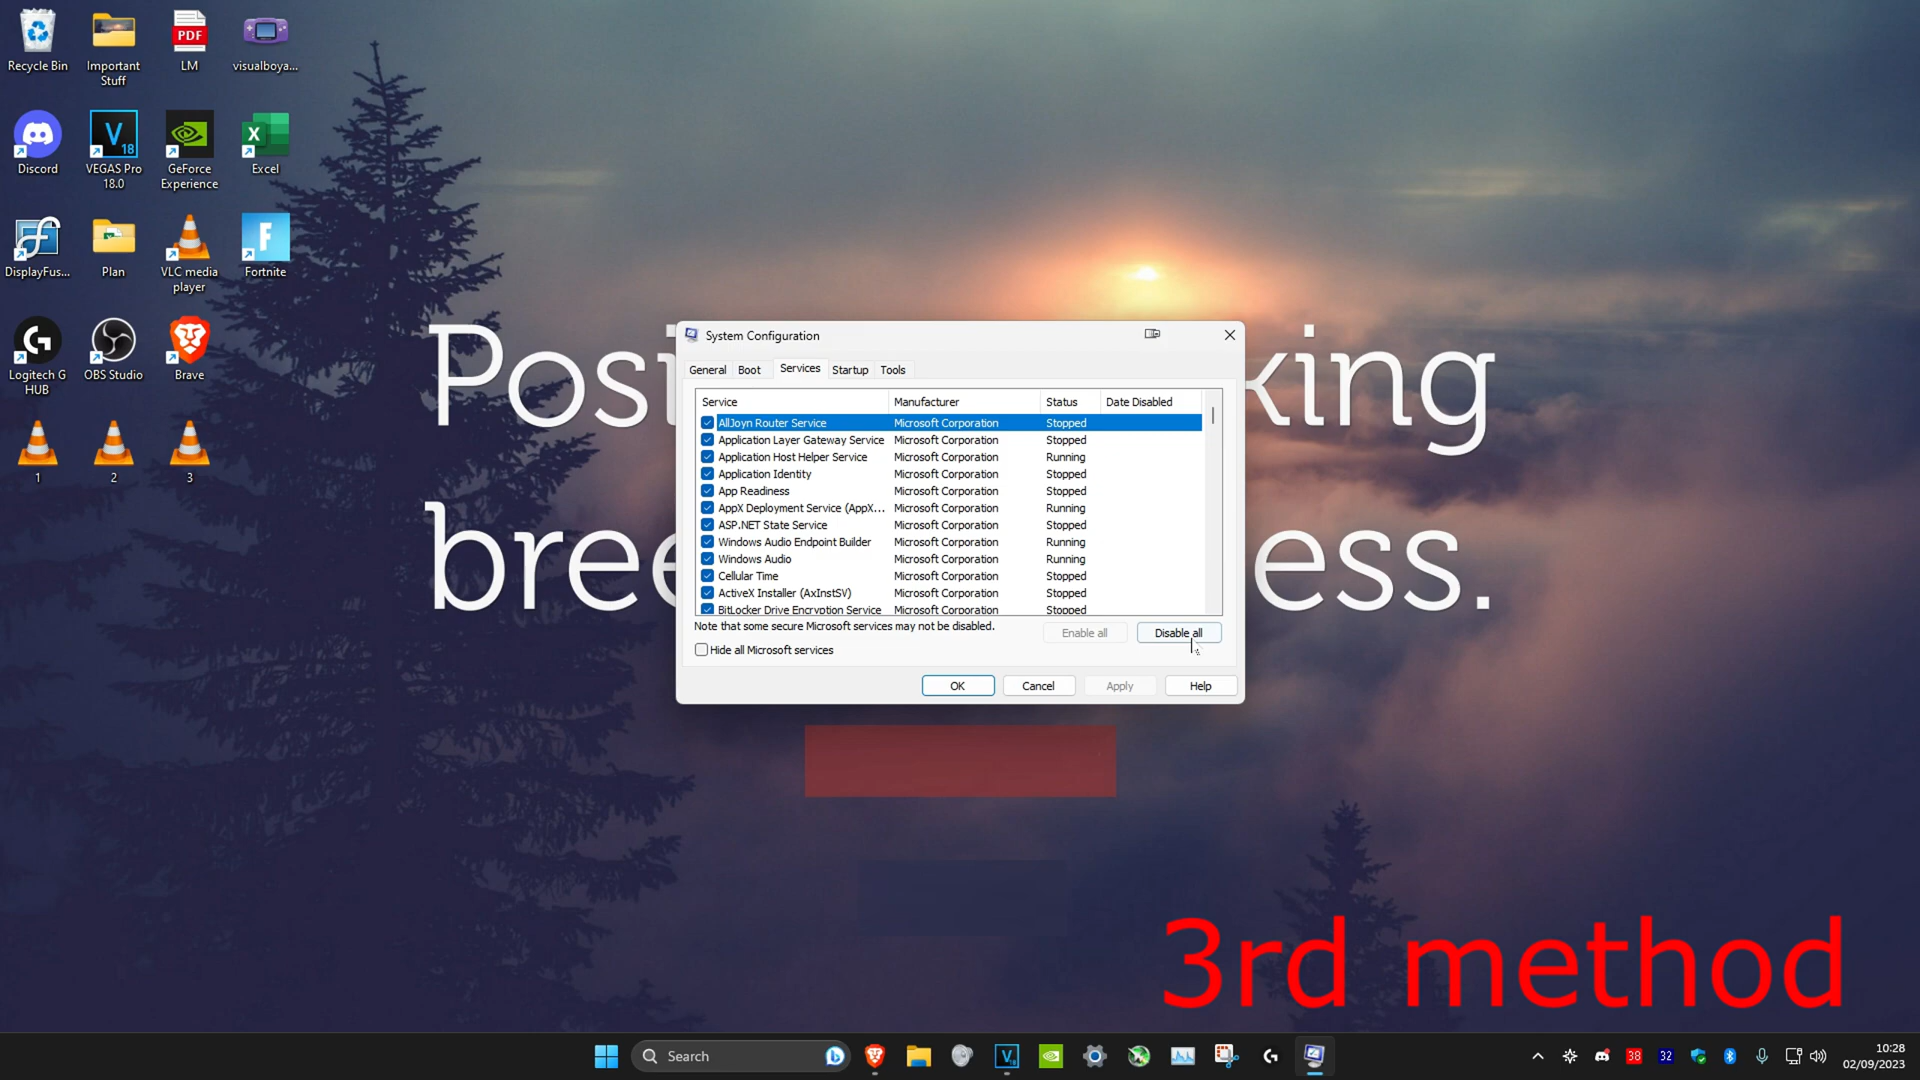 Recycle Bin
Important
Stuff
PDF
LM
visualboya...
Discord
V
18
VEGAS Pro
18.0
GeForce
Experience
X
Excel
DisplayFus...
Plan
VLC media
player
F
Fortnite
Logitech G
HUB
OBS Studio
Brave
1
2
3
Posi
king
bree
ess.
System Configuration
General
Boot
Services
Startup
Tools
Service
Manufacturer
Status
Date Disabled
AllJoyn Router Service Microsoft Corporation Stopped
Application Layer Gateway Service Microsoft Corporation Stopped
Application Host Helper Service Microsoft Corporation Running
Application Identity Microsoft Corporation Stopped
App Readiness Microsoft Corporation Stopped
AppX Deployment Service (AppX... Microsoft Corporation Running
ASP.NET State Service Microsoft Corporation Stopped
Windows Audio Endpoint Builder Microsoft Corporation Running
Windows Audio Microsoft Corporation Running
Cellular Time Microsoft Corporation Stopped
ActiveX Installer (AxInstSV) Microsoft Corporation Stopped
BitLocker Drive Encryption Service Microsoft Corporation Stopped
Note that some secure Microsoft services may not be disabled.
Enable all
Disable all
Hide all Microsoft services
OK
Cancel
Apply
Help
3rd method
Search
38
32
10:28
02/09/2023